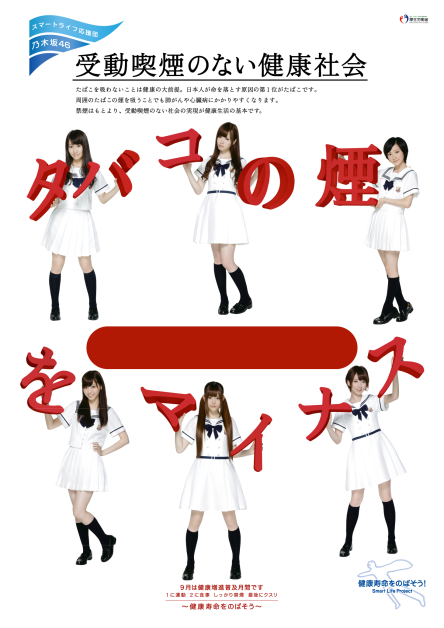 スマートライフ応援団
乃木坂46
厚生労働省
受動喫煙のない健康社会
たばこを吸わないことは健康の大前提。日本人が命を落とす原因の第1位がたばこです。
周囲のたばこの煙を吸うことでも肺がんや心臓病にかかりやすくなります。
禁煙はもとより、受動喫煙のない社会の実現が健康生活の基本です。
タバコの煙
をマイナス
9月は健康増進普及月間です
1に運動 2に食事 しっかり禁煙 最後にクスリ
〜健康寿命をのばそう〜
健康寿命をのばそう!
Smart Life Project